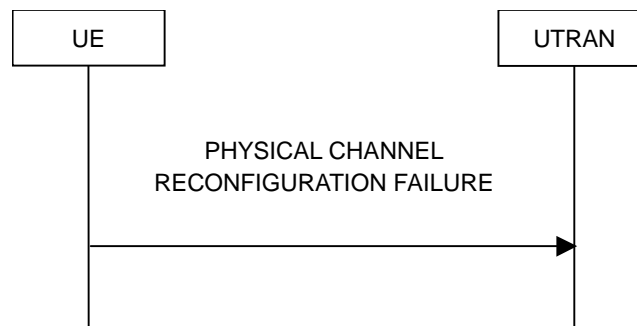 UE
UTRAN
PHYSICAL CHANNEL
RECONFIGURATION FAILURE